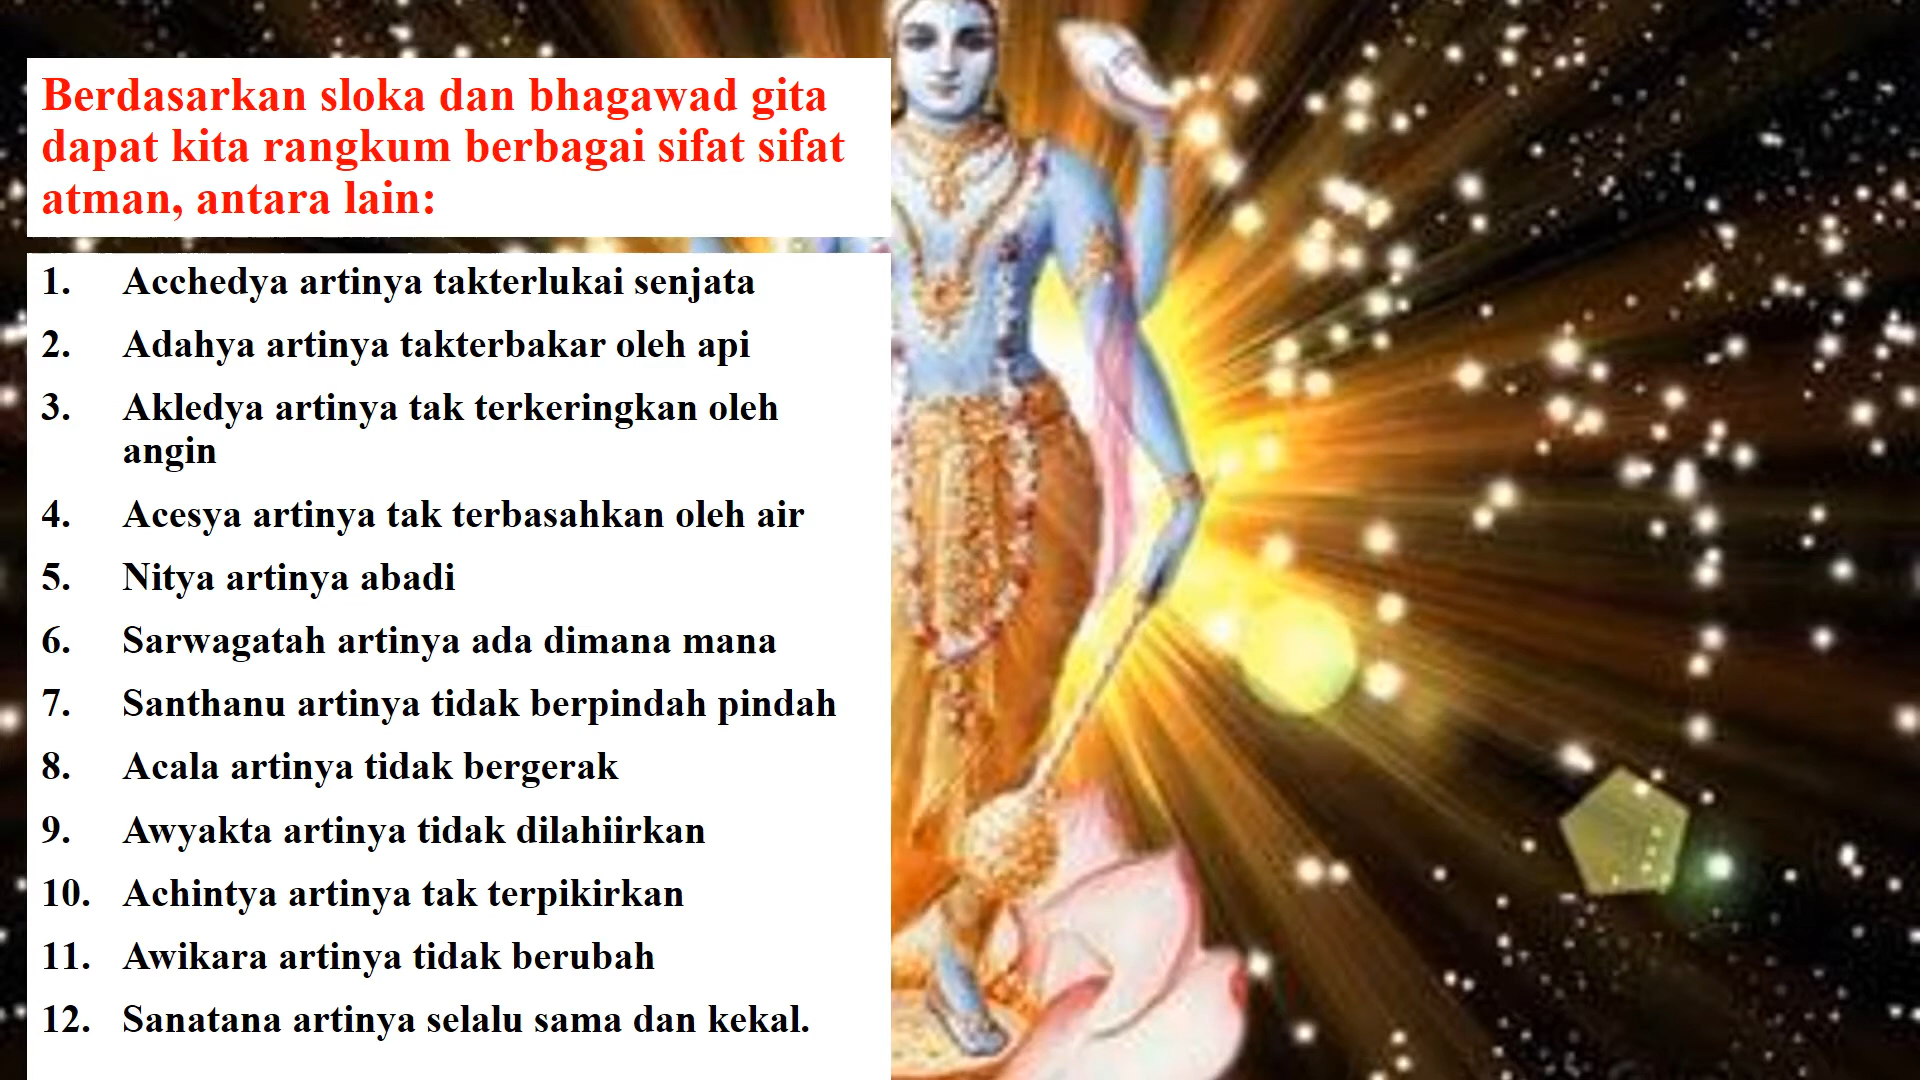 Berdasarkan sloka dan bhagawad gita
dapat kita rangkum berbagai sifat sifat
atman, antara lain:
1. Acchedya artinya takterlukai senjata
2. Adahya artinya takterbakar oleh api
3. Akledya artinya tak terkeringkan oleh
angin
4. Acesya artinya tak terbasahkan oleh air
5. Nitya artinya abadi
6. Sarwagatah artinya ada dimana mana
7. Santhanu artinya tidak berpindah pindah
8. Acala artinya tidak bergerak
9. Awyakta artinya tidak dilahiirkan
10. Achintya artinya tak terpikirkan
11. Awikara artinya tidak berubah
12. Sanatana artinya selalu sama dan kekal.